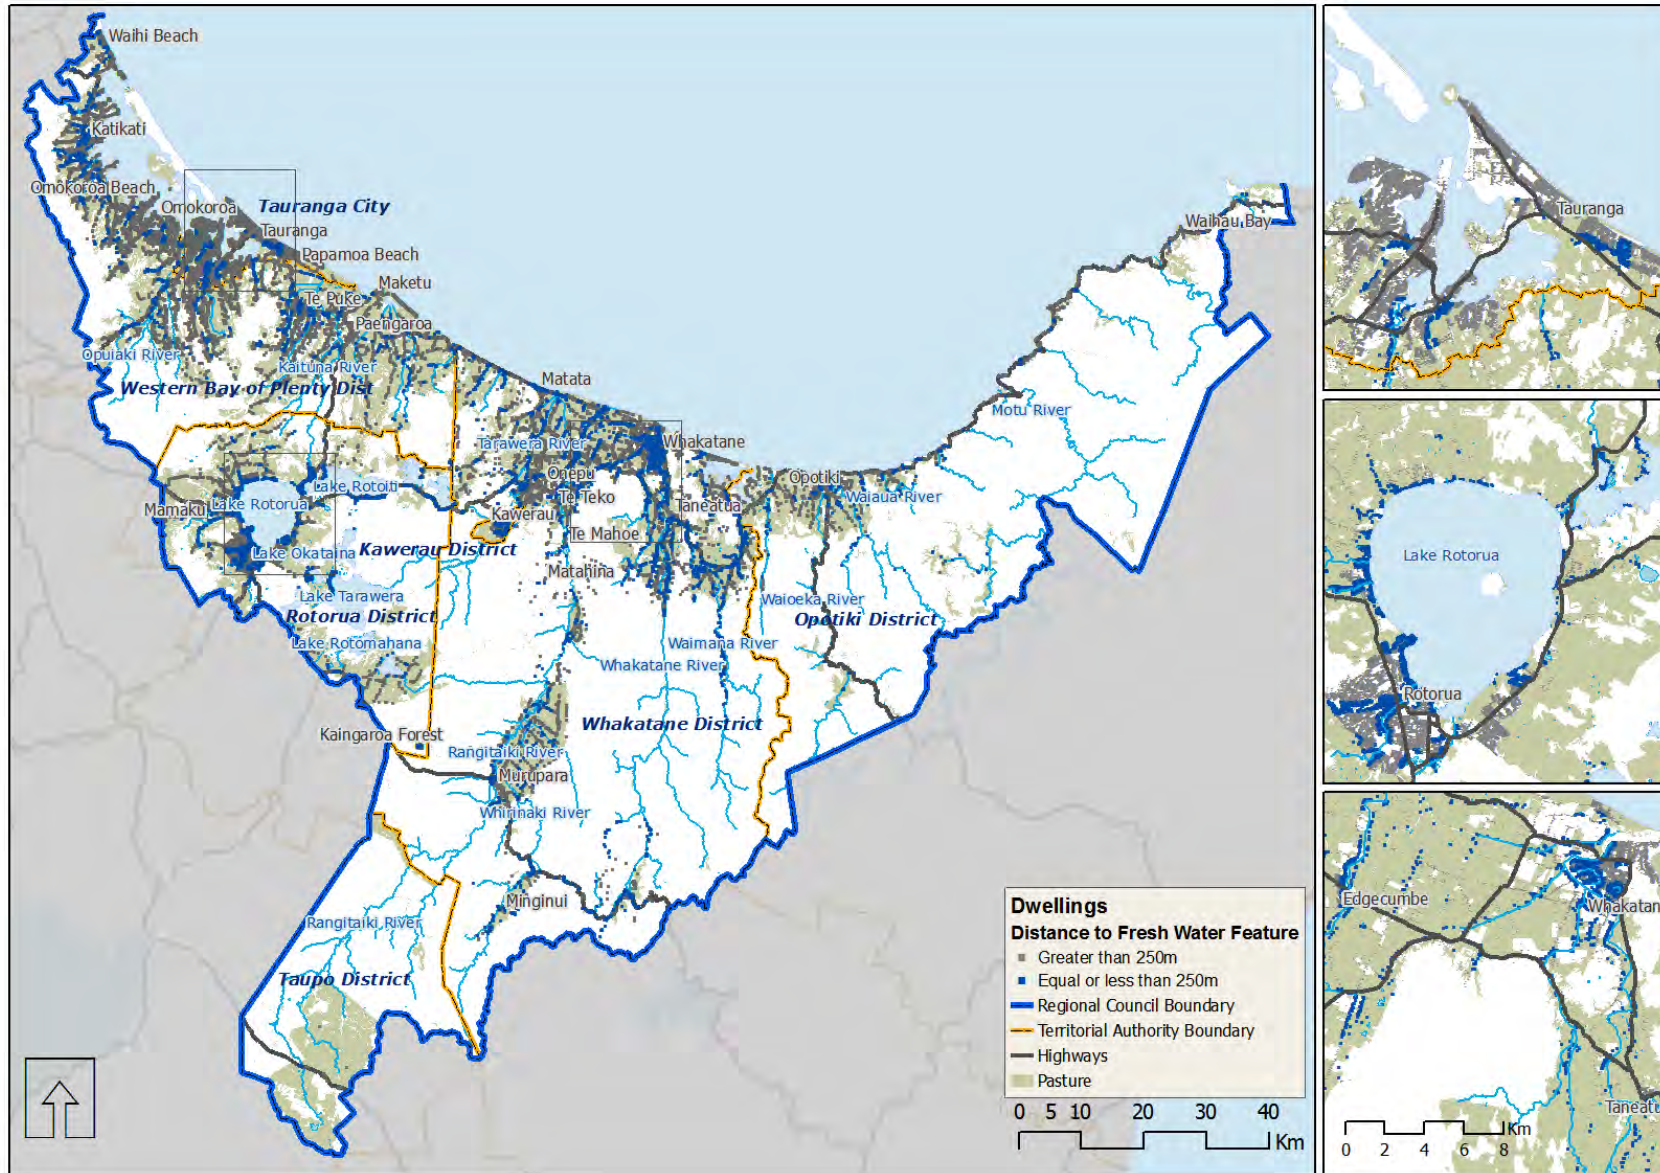 Waihi Beach
Katikati
Omokoroa Beach
Omokoroa
Tauranga City
Tauranga
Papamoa Beach
Maketu
Te Puke
Paengaroa
Opuiaki River
Kaituna River
Western Bay of Plenty Dist
Matata
Waihau Bay
Motu River
Tarawera River
Whakatane
Onepu
Te Teko
Opotiki
Waiaua River
Lake Rotoiti
Lake Rotorua
Mamaku
Kawerau
Taneatua
Te Mahoe
Lake Okataina
Kawerau District
Matahina
Lake Tarawera
Rotorua District
Waioeka River
Opotiki District
Lake Rotomahana
Waimana River
Whakatane River
Whakatane District
Kaingaroa Forest
Rangitaiki River
Murupara
Whirinaki River
Minginui
Rangitaiki River
Taupo District
Dwellings
Distance to Fresh Water Feature
Greater than 250m
Equal or less than 250m
Regional Council Boundary
Territorial Authority Boundary
Highways
Pasture
0 5 10 20 30 40
Km
Tauranga
Lake Rotorua
Rotorua
Edgecumbe
Whakatan
Taneatu
Km
0 2 4 6 8